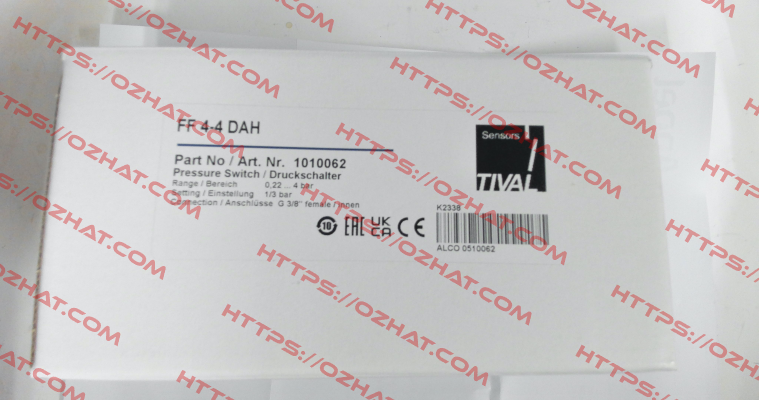 FF 4-4 DAH
Part No / Art. Nr. 1010062
Pressure Switch / Druckschalter
Range / Bereich 0,22 ... 4 bar
Setting / Einstellung 1/3 bar
Connection / Anschlüsse G 3/8" female / Innen
Sensors
TIVAL
10
EAC
UK
CA
CE
K2338
ALCO 0510062
HTTPS://OZHAT.COM